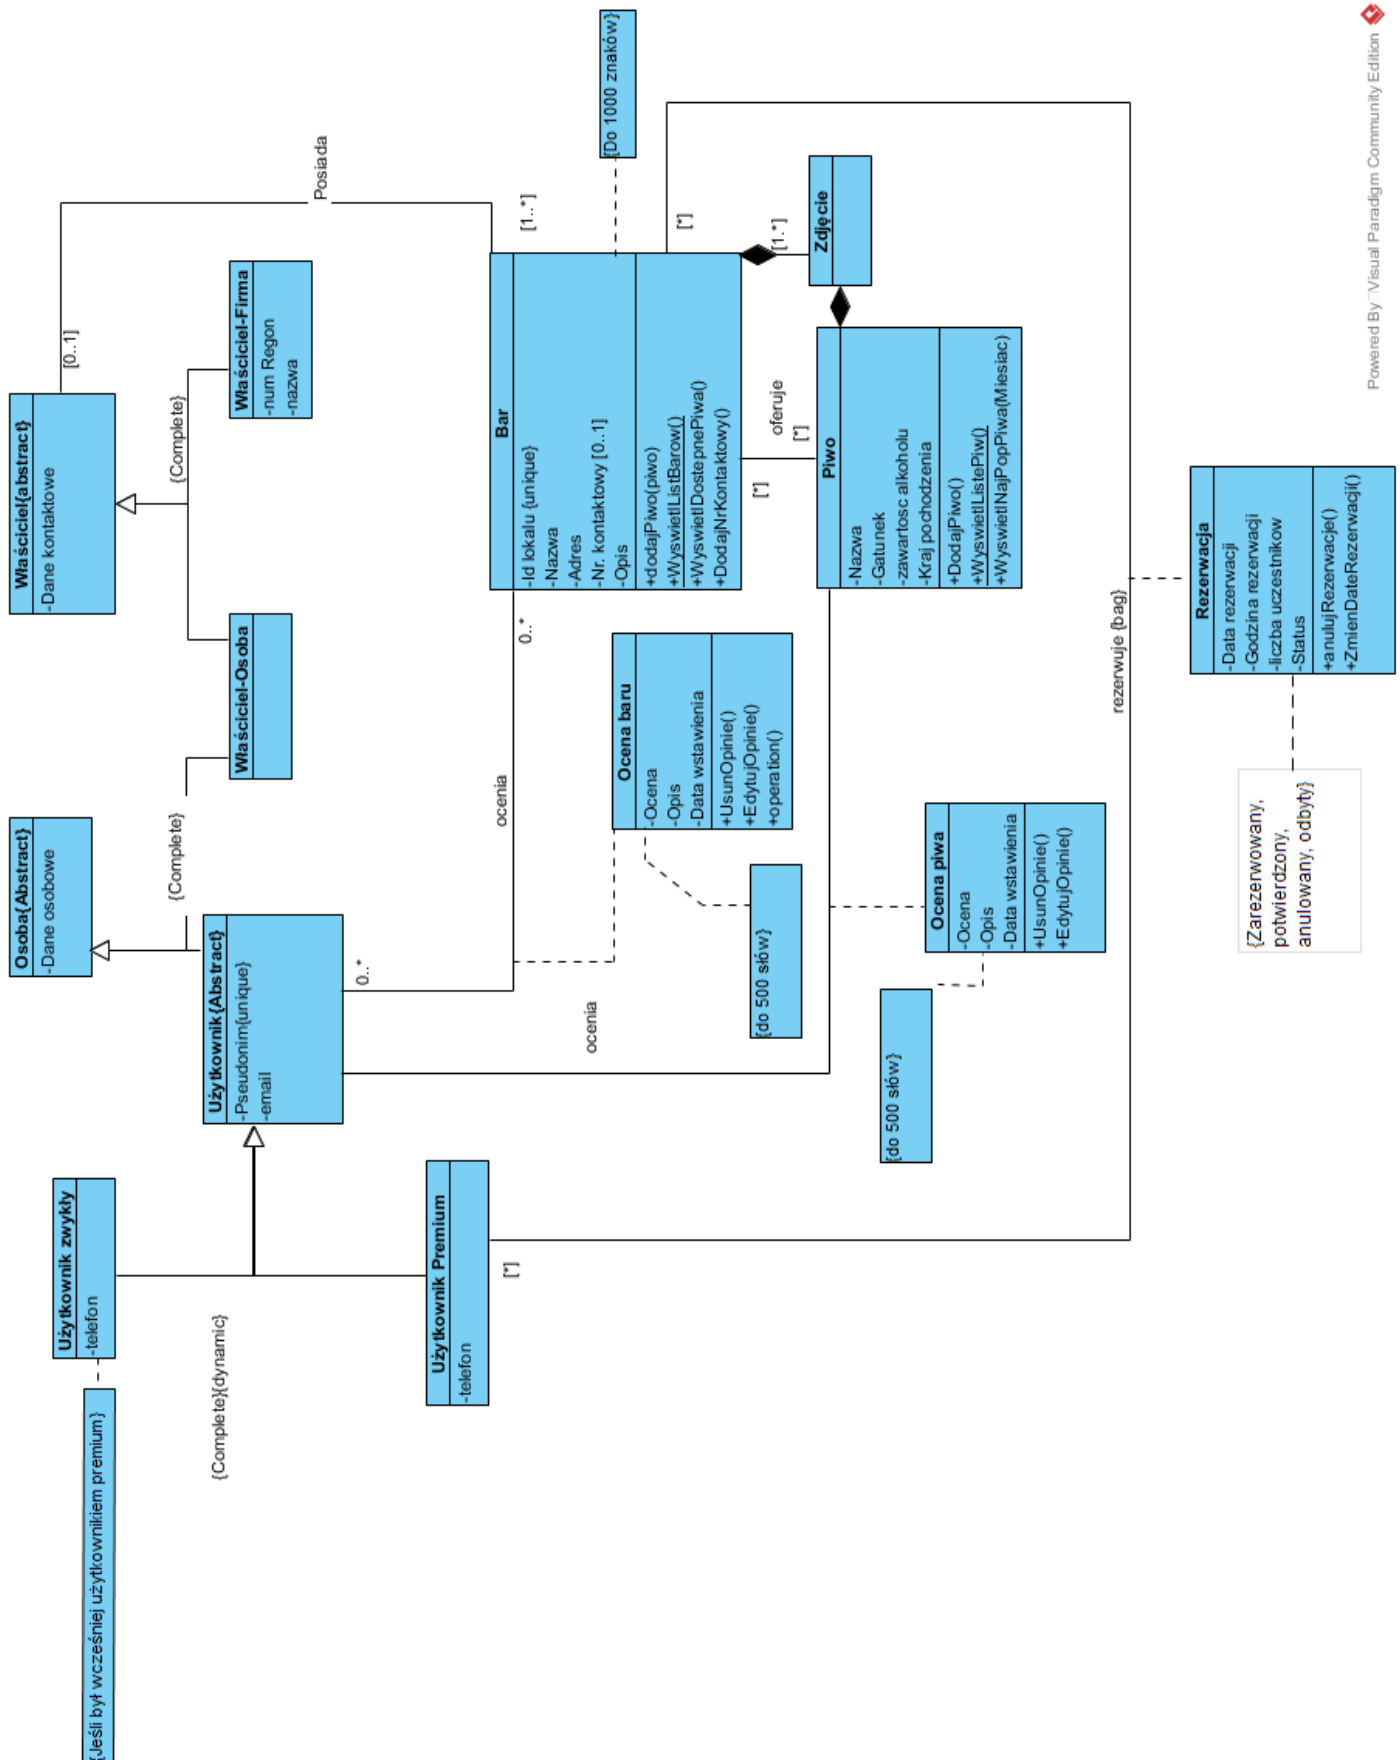 {Jeśli był wcześniej użytkownikiem premium}
Użytkownik zwykły
-telefon
{Complete}{dynamic}
Użytkownik Premium
-telefon
[*]
Osoba{Abstract}
-Dane osobowe
{Complete}
Użytkownik{Abstract}
-Pseudonim{unique}
-email
0..*
ocenia
ocenia
Właściciel{abstract}
-Dane kontaktowe
[0..1]
{Complete}
Właściciel-Osoba
Właściciel-Firma
-num Regon
-nazwa
Posiada
[1..*]
Bar
-Id lokalu {unique}
-Nazwa
-Adres
-Nr. kontaktowy [0..1]
-Opis
+dodajPiwo(piwo)
+WyswietlListBarow()
+WyswietlDostepnePiwa()
+DodajNrKontaktowy()
0..*
{Do 1000 znaków}
[*]
[1.*]
Zdjęcie
[*]
oferuje
[*]
Ocena baru
-Ocena
-Opis
-Data wstawienia
+UsunOpinie()
+EdytujOpinie()
+operation()
{do 500 słów}
Piwo
-Nazwa
-Gatunek
-zawartosc alkoholu
-Kraj pochodzenia
+DodajPiwo()
+WyswietlListePiw()
+WyswietlNajPopPiwa(Miesiac)
Ocena piwa
-Ocena
-Opis
-Data wstawienia
+UsunOpinie()
+EdytujOpinie()
{do 500 słów}
rezerwuje {bag}
Rezerwacja
-Data rezerwacji
-Godzina rezerwacji
-liczba uczestnikow
-Status
+anulujRezerwacje()
+ZmienDateRezerwacji()
{Zarezerwowany,
potwierdzony,
anulowany, odbyty}
Powered By Visual Paradigm Community Edition